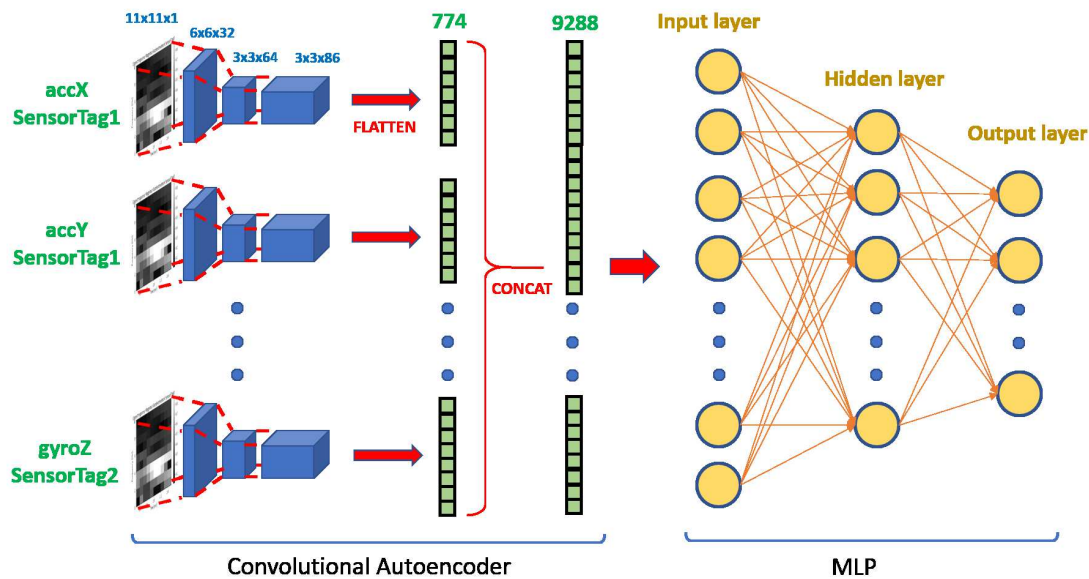 11x11x1
6x6x32
3x3x64
3x3x86
774
9288
Input layer
Hidden layer
Output layer
accX
SensorTag1
FLATTEN
accY
SensorTag1
CONCAT
gyroZ
SensorTag2
Convolutional Autoencoder
MLP